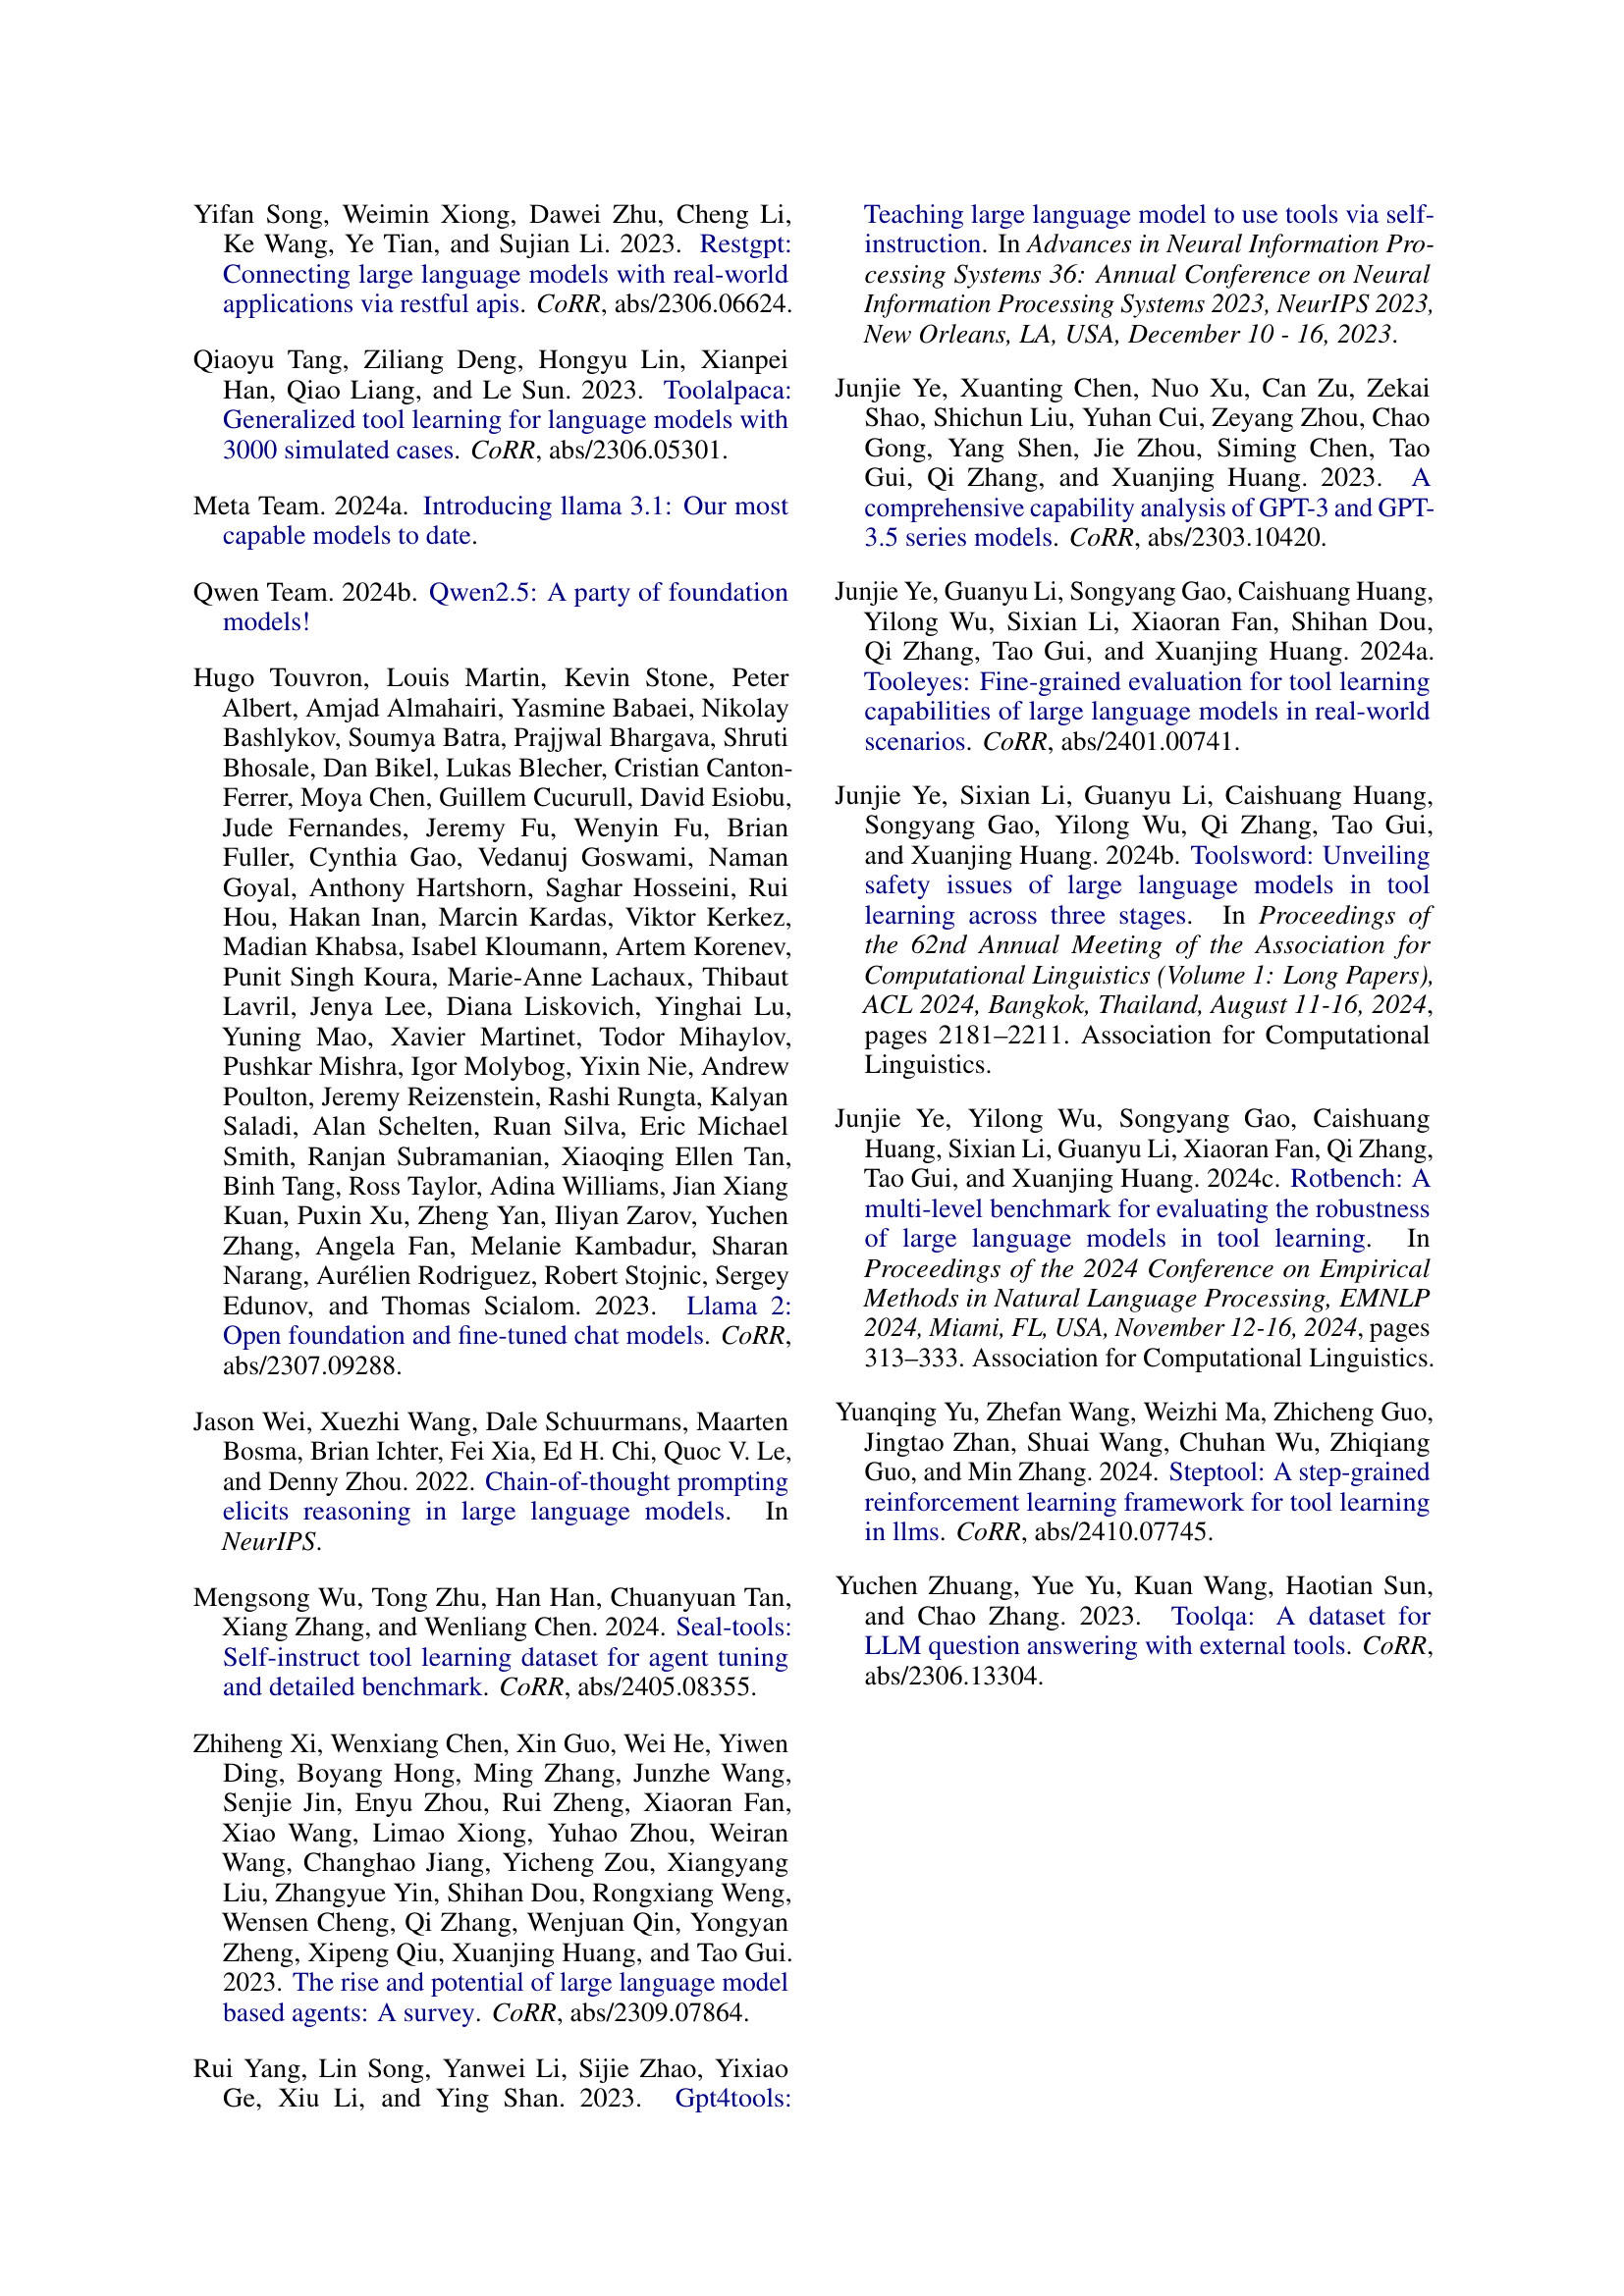 Yifan Song, Weimin Xiong, Dawei Zhu, Cheng Li,
Ke Wang, Ye Tian, and Sujian Li. 2023. Restgpt:
Connecting large language models with real-world
applications via restful apis. CoRR, abs/2306.06624.
Qiaoyu Tang, Ziliang Deng, Hongyu Lin, Xianpei
Han, Qiao Liang, and Le Sun. 2023. Toolalpaca:
Generalized tool learning for language models with
3000 simulated cases. CoRR, abs/2306.05301.
Meta Team. 2024a. Introducing llama 3.1: Our most
capable models to date.
Qwen Team. 2024b. Qwen2.5: A party of foundation
models!
Hugo Touvron, Louis Martin, Kevin Stone, Peter
Albert, Amjad Almahairi, Yasmine Babaei, Nikolay
Bashlykov, Soumya Batra, Prajjwal Bhargava, Shruti
Bhosale, Dan Bikel, Lukas Blecher, Cristian Canton-
Ferrer, Moya Chen, Guillem Cucurull, David Esiobu,
Jude Fernandes, Jeremy Fu, Wenyin Fu, Brian
Fuller, Cynthia Gao, Vedanuj Goswami, Naman
Goyal, Anthony Hartshorn, Saghar Hosseini, Rui
Hou, Hakan Inan, Marcin Kardas, Viktor Kerkez,
Madian Khabsa, Isabel Kloumann, Artem Korenev,
Punit Singh Koura, Marie-Anne Lachaux, Thibaut
Lavril, Jenya Lee, Diana Liskovich, Yinghai Lu,
Yuning Mao, Xavier Martinet, Todor Mihaylov,
Pushkar Mishra, Igor Molybog, Yixin Nie, Andrew
Poulton, Jeremy Reizenstein, Rashi Rungta, Kalyan
Saladi, Alan Schelten, Ruan Silva, Eric Michael
Smith, Ranjan Subramanian, Xiaoqing Ellen Tan,
Binh Tang, Ross Taylor, Adina Williams, Jian Xiang
Kuan, Puxin Xu, Zheng Yan, Iliyan Zarov, Yuchen
Zhang, Angela Fan, Melanie Kambadur, Sharan
Narang, Aurélien Rodriguez, Robert Stojnic, Sergey
Edunov, and Thomas Scialom. 2023. Llama 2:
Open foundation and fine-tuned chat models. CoRR,
abs/2307.09288.
Jason Wei, Xuezhi Wang, Dale Schuurmans, Maarten
Bosma, Brian Ichter, Fei Xia, Ed H. Chi, Quoc V. Le,
and Denny Zhou. 2022. Chain-of-thought prompting
elicits reasoning in large language models. In
NeurIPS.
Mengsong Wu, Tong Zhu, Han Han, Chuanyuan Tan,
Xiang Zhang, and Wenliang Chen. 2024. Seal-tools:
Self-instruct tool learning dataset for agent tuning
and detailed benchmark. CoRR, abs/2405.08355.
Zhiheng Xi, Wenxiang Chen, Xin Guo, Wei He, Yiwen
Ding, Boyang Hong, Ming Zhang, Junzhe Wang,
Senjie Jin, Enyu Zhou, Rui Zheng, Xiaoran Fan,
Xiao Wang, Limao Xiong, Yuhao Zhou, Weiran
Wang, Changhao Jiang, Yicheng Zou, Xiangyang
Liu, Zhangyue Yin, Shihan Dou, Rongxiang Weng,
Wensen Cheng, Qi Zhang, Wenjuan Qin, Yongyan
Zheng, Xipeng Qiu, Xuanjing Huang, and Tao Gui.
2023. The rise and potential of large language model
based agents: A survey. CoRR, abs/2309.07864.
Rui Yang, Lin Song, Yanwei Li, Sijie Zhao, Yixiao
Ge, Xiu Li, and Ying Shan. 2023. Gpt4tools:
Teaching large language model to use tools via self-
instruction. In Advances in Neural Information Pro-
cessing Systems 36: Annual Conference on Neural
Information Processing Systems 2023, NeurIPS 2023,
New Orleans, LA, USA, December 10 - 16, 2023.
Junjie Ye, Xuanting Chen, Nuo Xu, Can Zu, Zekai
Shao, Shichun Liu, Yuhan Cui, Zeyang Zhou, Chao
Gong, Yang Shen, Jie Zhou, Siming Chen, Tao
Gui, Qi Zhang, and Xuanjing Huang. 2023. A
comprehensive capability analysis of GPT-3 and GPT-
3.5 series models. CoRR, abs/2303.10420.
Junjie Ye, Guanyu Li, Songyang Gao, Caishuang Huang,
Yilong Wu, Sixian Li, Xiaoran Fan, Shihan Dou,
Qi Zhang, Tao Gui, and Xuanjing Huang. 2024a.
Tooleyes: Fine-grained evaluation for tool learning
capabilities of large language models in real-world
scenarios. CoRR, abs/2401.00741.
Junjie Ye, Sixian Li, Guanyu Li, Caishuang Huang,
Songyang Gao, Yilong Wu, Qi Zhang, Tao Gui,
and Xuanjing Huang. 2024b. Toolsword: Unveiling
safety issues of large language models in tool
learning across three stages. In Proceedings of
the 62nd Annual Meeting of the Association for
Computational Linguistics (Volume 1: Long Papers),
ACL 2024, Bangkok, Thailand, August 11-16, 2024,
pages 2181–2211. Association for Computational
Linguistics.
Junjie Ye, Yilong Wu, Songyang Gao, Caishuang
Huang, Sixian Li, Guanyu Li, Xiaoran Fan, Qi Zhang,
Tao Gui, and Xuanjing Huang. 2024c. Rotbench: A
multi-level benchmark for evaluating the robustness
of large language models in tool learning. In
Proceedings of the 2024 Conference on Empirical
Methods in Natural Language Processing, EMNLP
2024, Miami, FL, USA, November 12-16, 2024, pages
313–333. Association for Computational Linguistics.
Yuanqing Yu, Zhefan Wang, Weizhi Ma, Zhicheng Guo,
Jingtao Zhan, Shuai Wang, Chuhan Wu, Zhiqiang
Guo, and Min Zhang. 2024. Steptool: A step-grained
reinforcement learning framework for tool learning
in llms. CoRR, abs/2410.07745.
Yuchen Zhuang, Yue Yu, Kuan Wang, Haotian Sun,
and Chao Zhang. 2023. Toolqa: A dataset for
LLM question answering with external tools. CoRR,
abs/2306.13304.